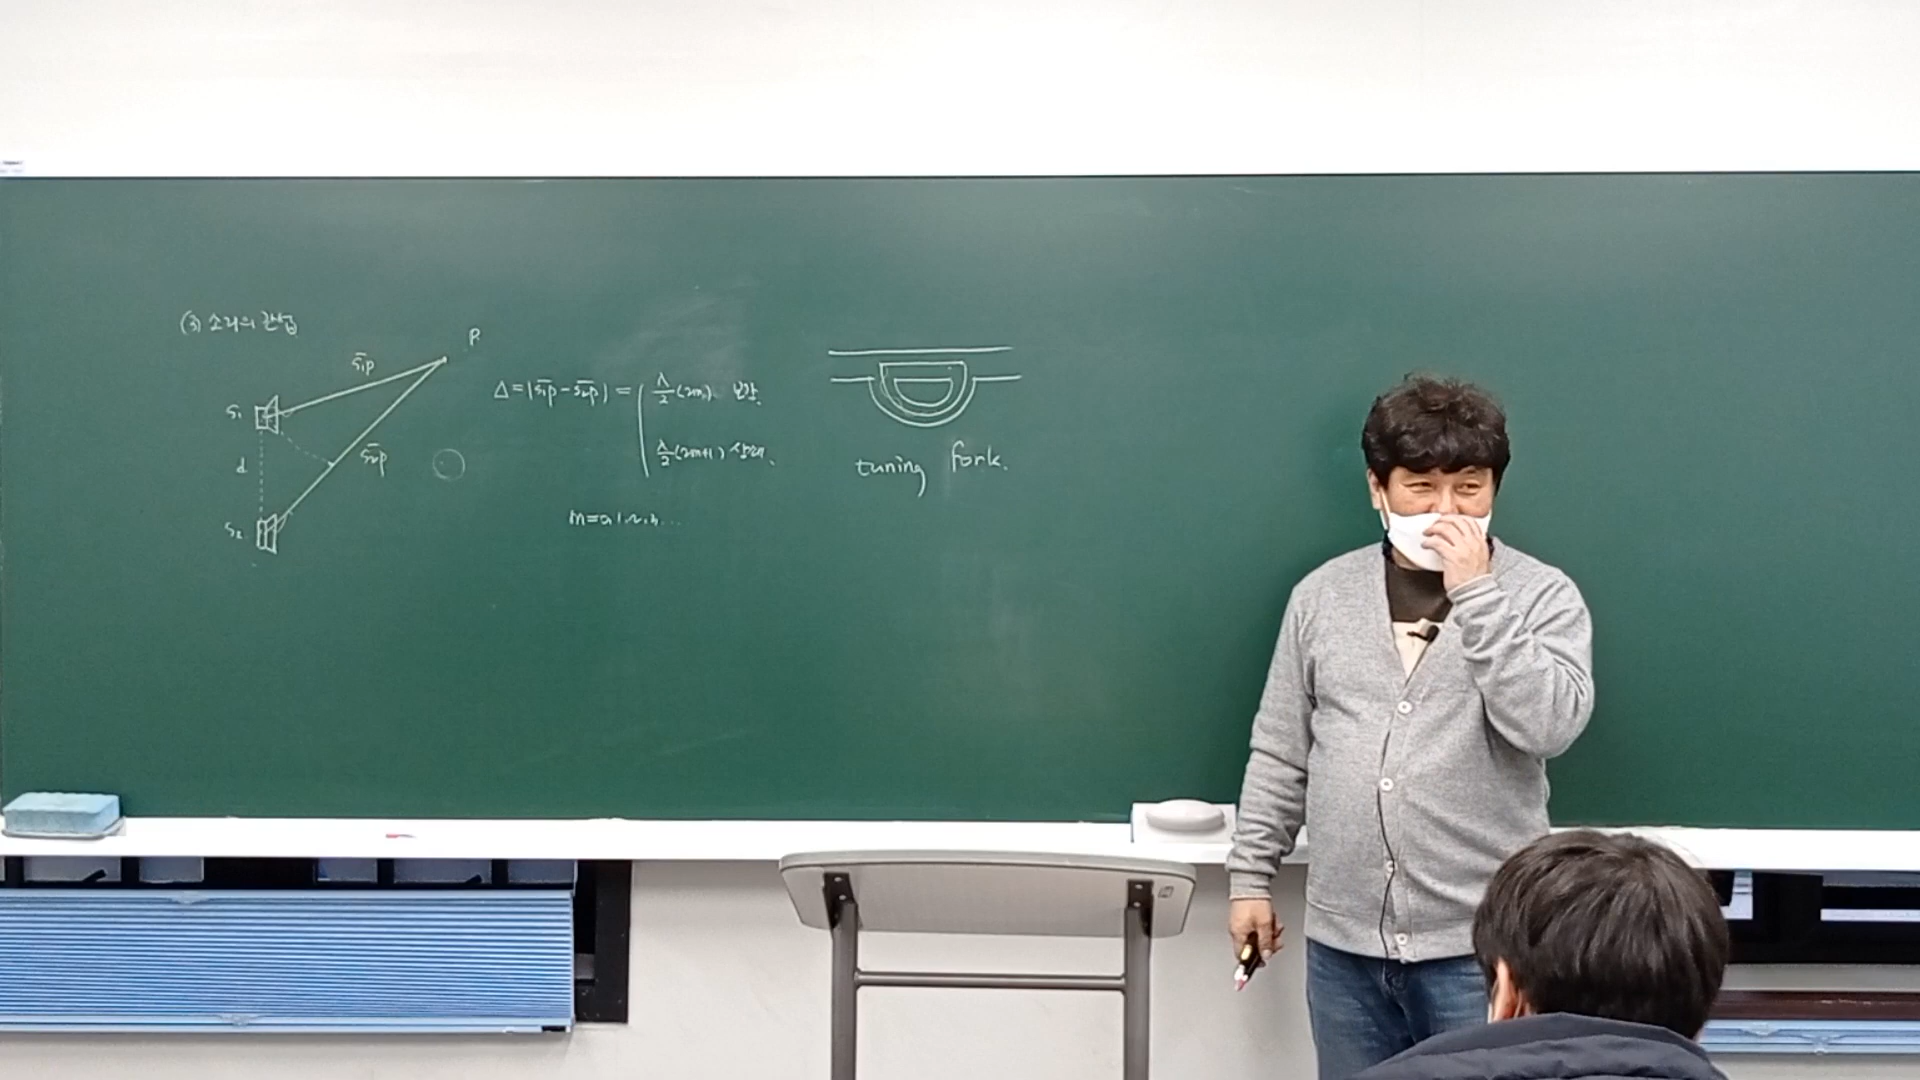 (3) 소리의 간섭
P
S₁P
S₁
d
S₂P
S₂
Δ=|S₁P-S₂P|= λ/2(2m) 보강.
λ/2(2m+1) 상쇄.
m=0,1,2,3...
tuning fork.